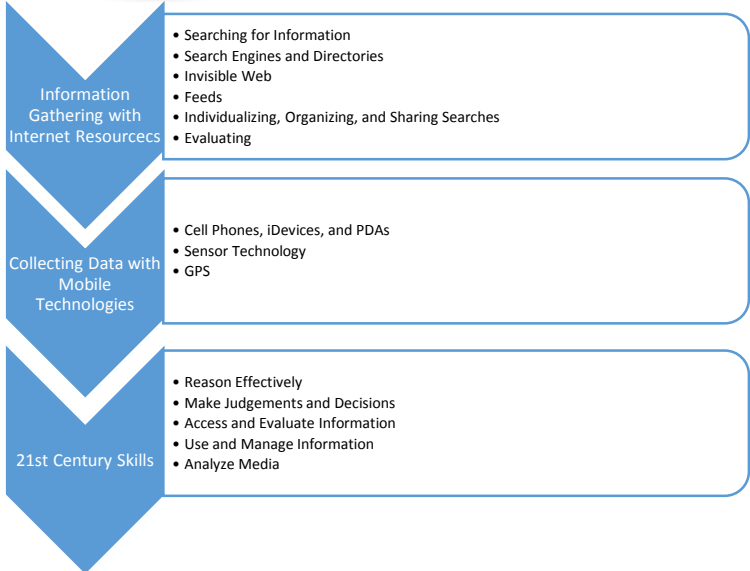 Information
Gathering with
Internet Resourcecs
• Searching for Information
• Search Engines and Directories
• Invisible Web
• Feeds
• Individualizing, Organizing, and Sharing Searches
• Evaluating
Collecting Data with
Mobile
Technologies
• Cell Phones, iDevices, and PDAs
• Sensor Technology
• GPS
21st Century Skills
• Reason Effectively
• Make Judgements and Decisions
• Access and Evaluate Information
• Use and Manage Information
• Analyze Media